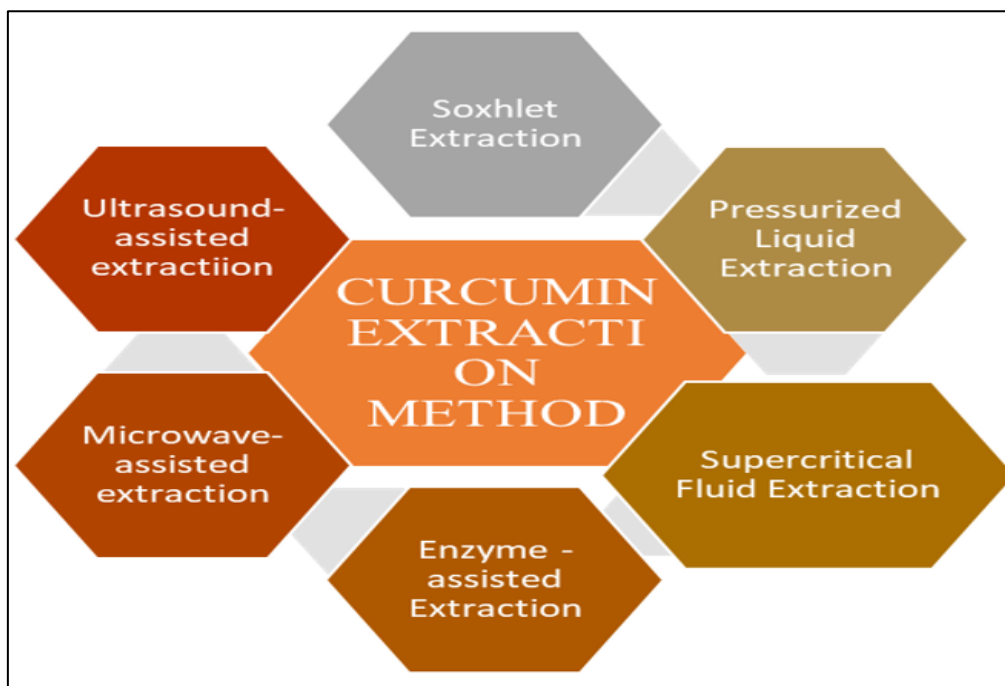 Soxhlet
Extraction
Pressurized
Liquid
Extraction
Supercritical
Fluid Extraction
Enzyme -
assisted
Extraction
Microwave-
assisted
extraction
Ultrasound-
assisted
extractiion
CURCUMIN
EXTRACTI
ON
METHOD